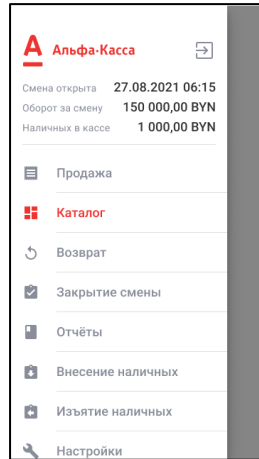 А Альфа-Касса
Смена открыта 27.08.2021 06:15
Оборот за смену 150 000,00 BYN
Наличных в кассе 1 000,00 BYN
Продажа
Каталог
Возврат
Закрытие смены
Отчёты
Внесение наличных
Изъятие наличных
Настройки